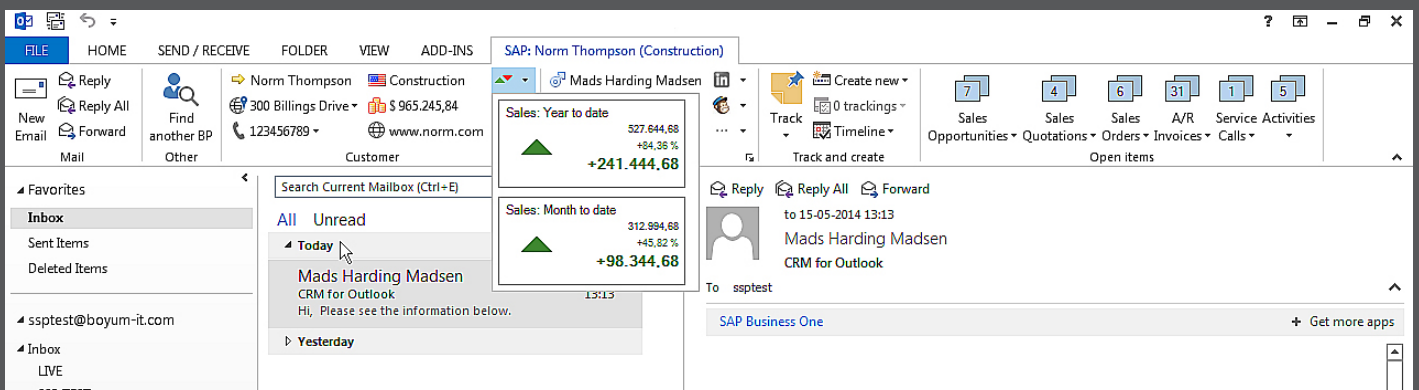 ?
FILE HOME SEND / RECEIVE FOLDER VIEW ADD-INS SAP: Norm Thompson (Construction)
New Email
Reply
Reply All
Forward
Mail
Find another BP
Other
Norm Thompson Construction
300 Billings Drive $ 965.245,84
123456789 www.norm.com
Customer
Mads Harding Madsen in
...
Track
Create new
0 trackings
Timeline
Track and create
7 Sales Opportunities
4 Sales Quotations
6 Sales Orders
31 A/R Invoices
1 Service Calls
5 Activities
Open items
Sales: Year to date
527.644,68
+84,36 %
+241.444,68
Sales: Month to date
312.994,68
+45,82 %
+98.344,68
Favorites
Inbox
Sent Items
Deleted Items
ssptest@boyum-it.com
Inbox
LIVE
Search Current Mailbox (Ctrl+E)
All Unread
Today
Mads Harding Madsen
CRM for Outlook 13:13
Hi, Please see the information below.
Yesterday
Reply Reply All Forward
to 15-05-2014 13:13
Mads Harding Madsen
CRM for Outlook
To ssptest
SAP Business One + Get more apps